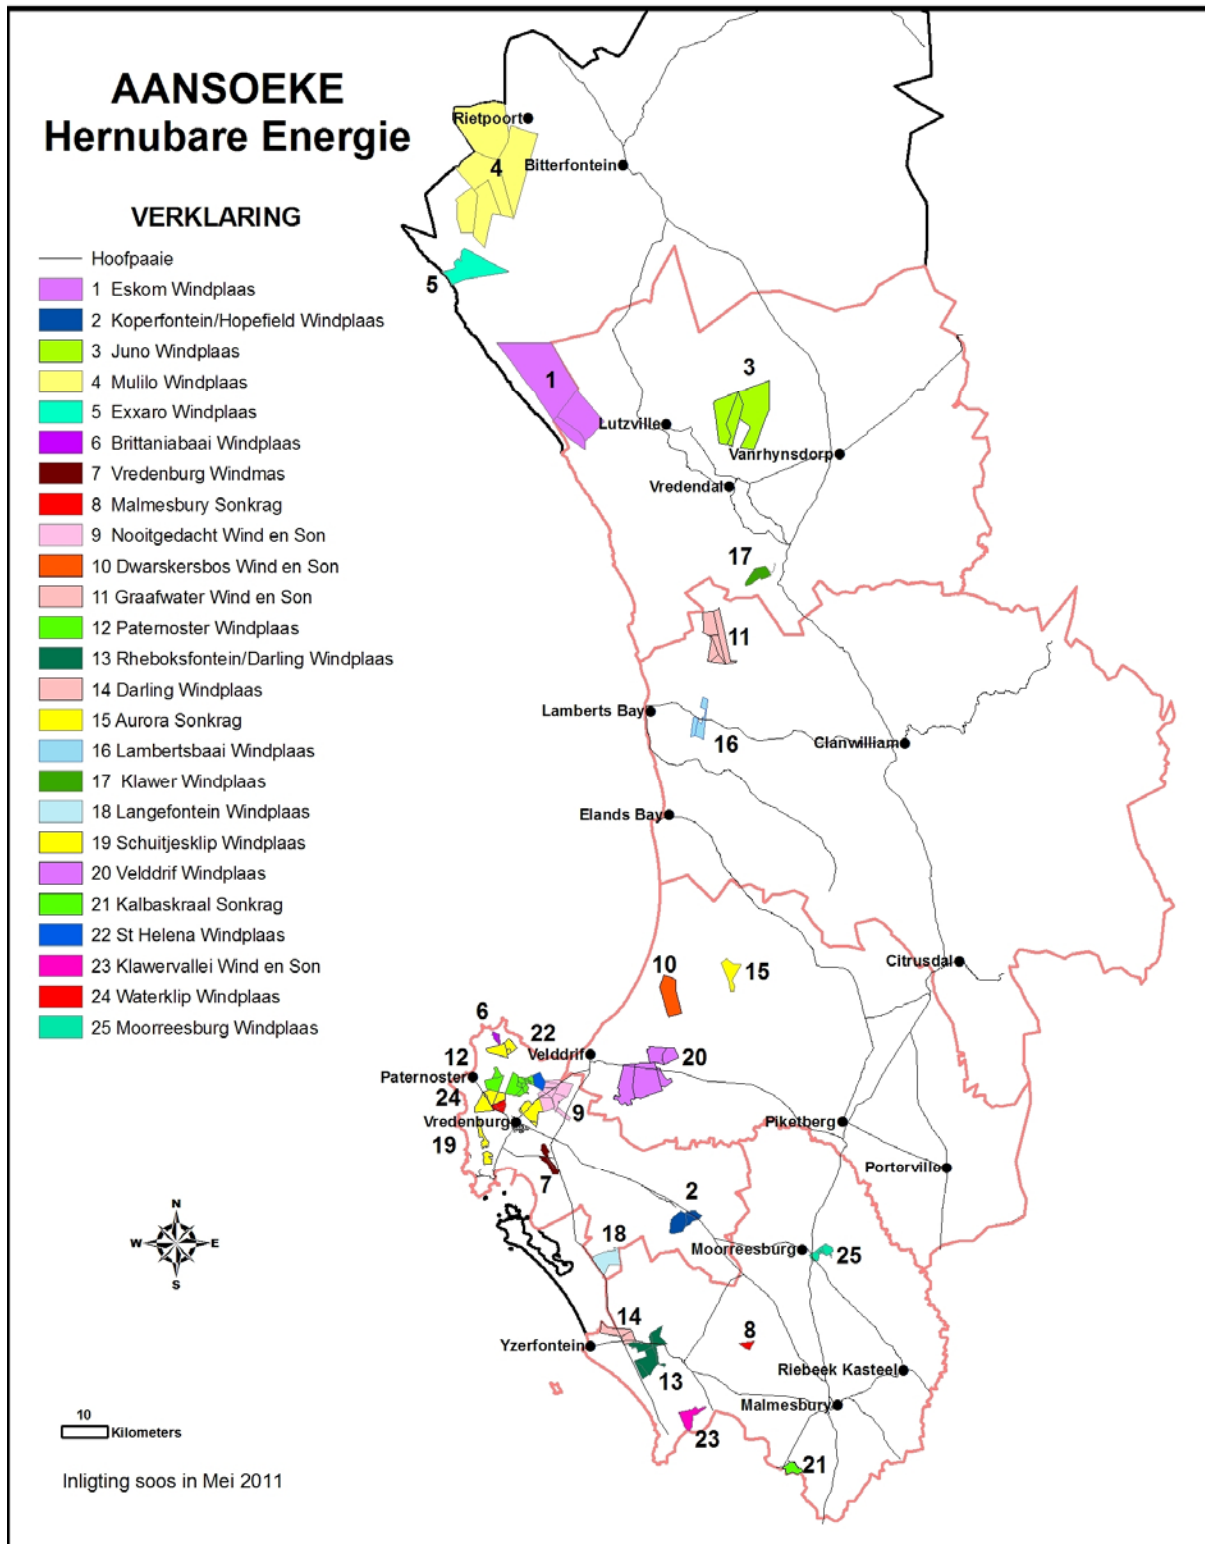 AANSOEKE
Hernubare Energie
VERKLARING
Hoofpaaie
1 Eskom Windplaas
2 Koperfontein/Hopefield Windplaas
3 Juno Windplaas
4 Mulilo Windplaas
5 Exxaro Windplaas
6 Brittaniabaai Windplaas
7 Vredenburg Windmas
8 Malmesbury Sonkrag
9 Nooitgedacht Wind en Son
10 Dwarskersbos Wind en Son
11 Graafwater Wind en Son
12 Paternoster Windplaas
13 Rheboksfontein/Darling Windplaas
14 Darling Windplaas
15 Aurora Sonkrag
16 Lambertsbaai Windplaas
17 Klawer Windplaas
18 Langefontein Windplaas
19 Schuitjesklip Windplaas
20 Velddrif Windplaas
21 Kalbaskraal Sonkrag
22 St Helena Windplaas
23 Klawervallei Wind en Son
24 Waterklip Windplaas
25 Moorreesburg Windplaas
Rietpoort
4
Bitterfontein
5
1
3
Lutzville
Vanrhynsdorp
Vredendal
17
11
Lamberts Bay
16
Clanwilliam
Elands Bay
Citrusdal
10
15
6
22
Velddrif
20
12
Paternoster
24
9
Vredenburg
Piketberg
19
Porterville
7
2
18
Moorreesburg
25
14
8
Yzerfontein
Riebeek Kasteel
13
Malmesbury
23
21
N
W E
S
10
Kilometers
Inligting soos in Mei 2011